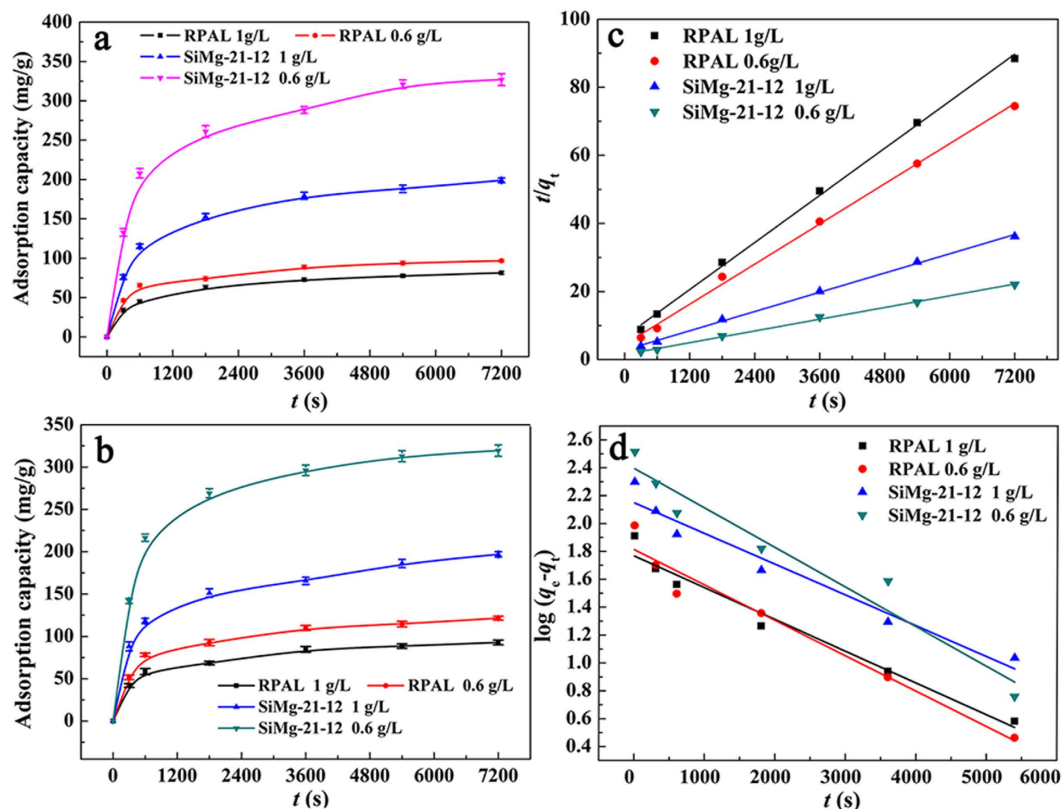 a
RPAL 1g/L RPAL 0.6 g/L
SiMg-21-12 1 g/L
SiMg-21-12 0.6 g/L
Adsorption capacity (mg/g)
400
350
300
250
200
150
100
50
0
0 1200 2400 3600 4800 6000 7200
t (s)
c
RPAL 1g/L
RPAL 0.6g/L
SiMg-21-12 1g/L
SiMg-21-12 0.6 g/L
t/qt
100
80
60
40
20
0
0 1200 2400 3600 4800 6000 7200
t (s)
b
Adsorption capacity (mg/g)
350
300
250
200
150
100
50
0
RPAL 1 g/L RPAL 0.6 g/L
SiMg-21-12 1 g/L
SiMg-21-12 0.6 g/L
0 1200 2400 3600 4800 6000 7200
t (s)
d
RPAL 1 g/L
RPAL 0.6 g/L
SiMg-21-12 1 g/L
SiMg-21-12 0.6 g/L
log (qe-qt)
2.6
2.4
2.2
2.0
1.8
1.6
1.4
1.2
1.0
0.8
0.6
0.4
0 1000 2000 3000 4000 5000 6000
t (s)